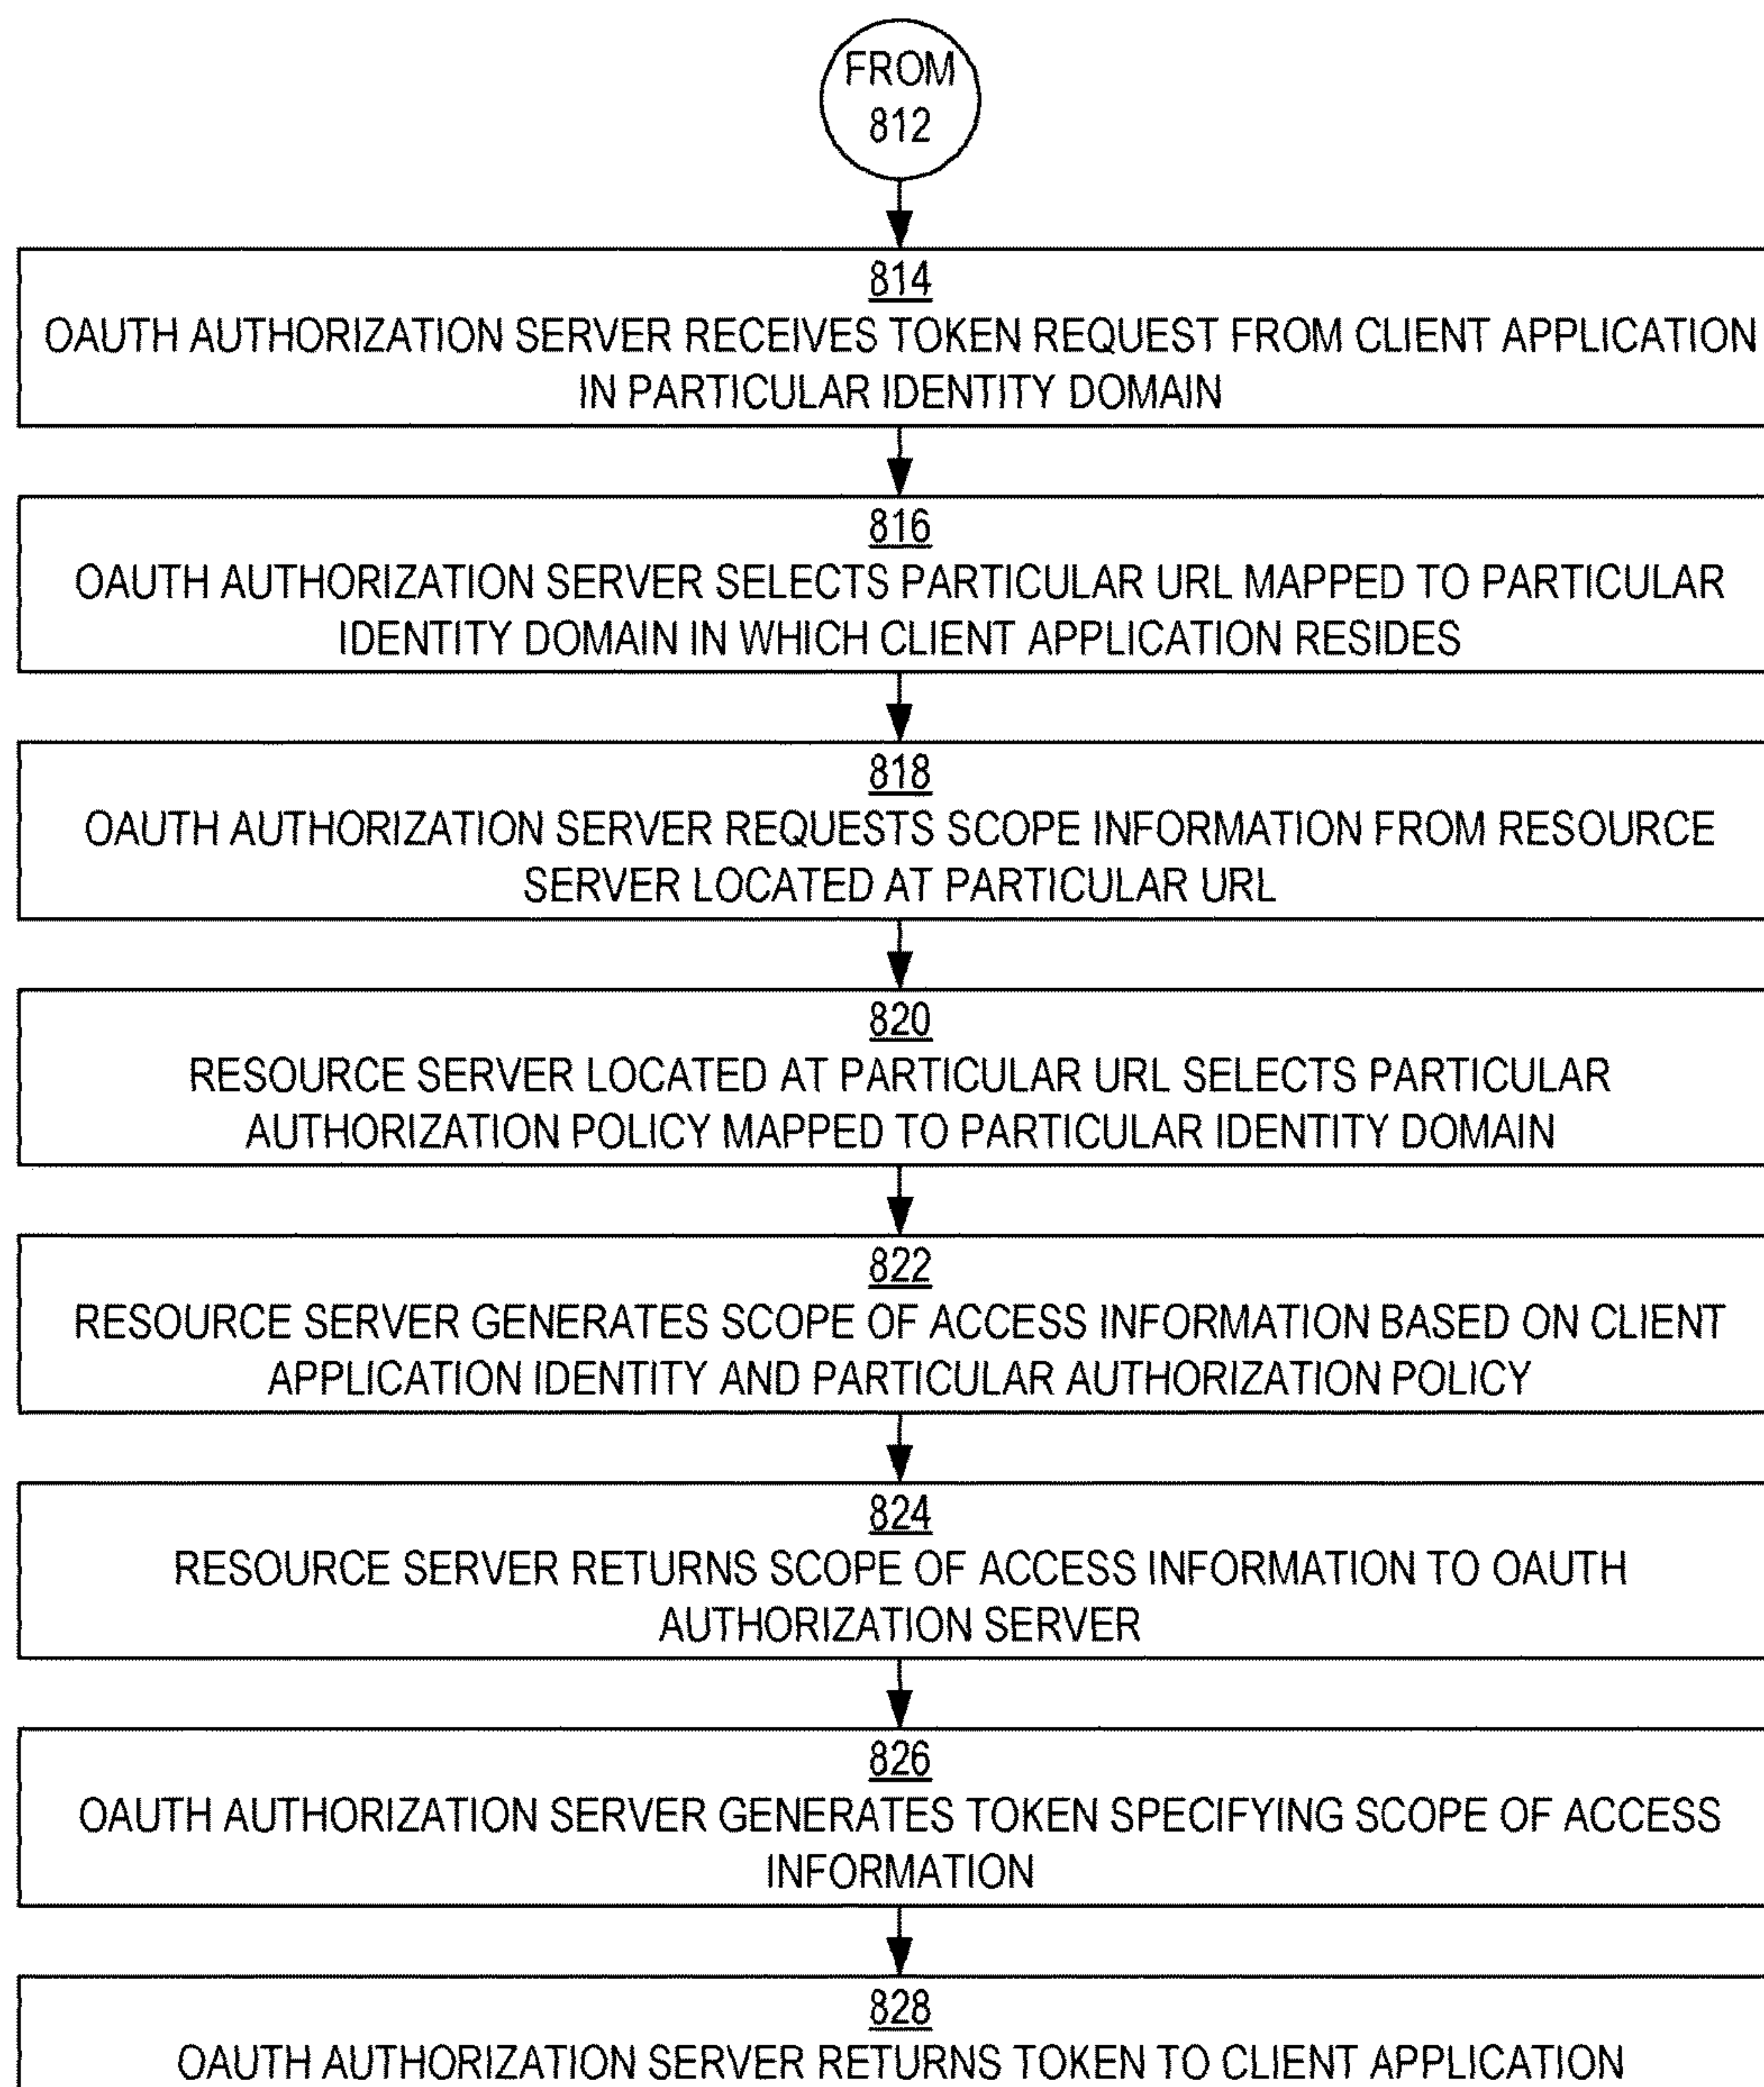 FROM
812
814
OAUTH AUTHORIZATION SERVER RECEIVES TOKEN REQUEST FROM CLIENT APPLICATION
IN PARTICULAR IDENTITY DOMAIN
816
OAUTH AUTHORIZATION SERVER SELECTS PARTICULAR URL MAPPED TO PARTICULAR
IDENTITY DOMAIN IN WHICH CLIENT APPLICATION RESIDES
818
OAUTH AUTHORIZATION SERVER REQUESTS SCOPE INFORMATION FROM RESOURCE
SERVER LOCATED AT PARTICULAR URL
820
RESOURCE SERVER LOCATED AT PARTICULAR URL SELECTS PARTICULAR
AUTHORIZATION POLICY MAPPED TO PARTICULAR IDENTITY DOMAIN
822
RESOURCE SERVER GENERATES SCOPE OF ACCESS INFORMATION BASED ON CLIENT
APPLICATION IDENTITY AND PARTICULAR AUTHORIZATION POLICY
824
RESOURCE SERVER RETURNS SCOPE OF ACCESS INFORMATION TO OAUTH
AUTHORIZATION SERVER
826
OAUTH AUTHORIZATION SERVER GENERATES TOKEN SPECIFYING SCOPE OF ACCESS
INFORMATION
828
OAUTH AUTHORIZATION SERVER RETURNS TOKEN TO CLIENT APPLICATION